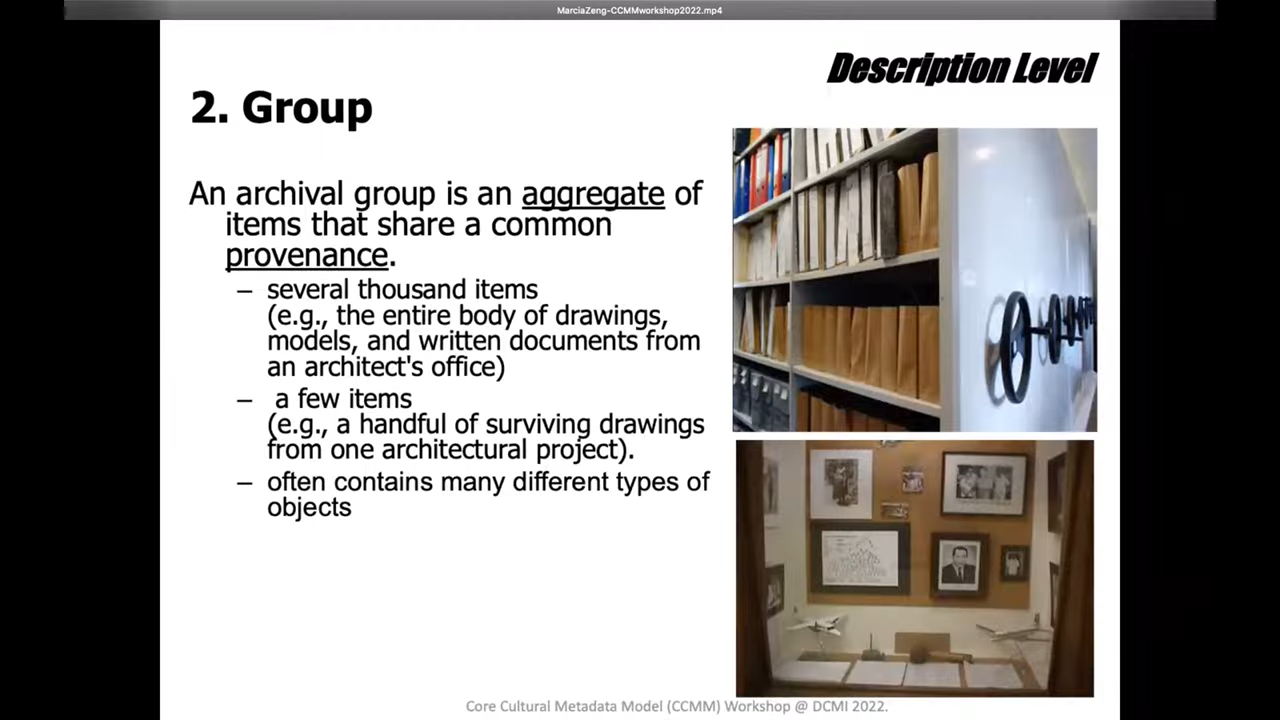 MarciaZeng-CCMMworkshop2022.mp4
Description Level
2. Group
An archival group is an aggregate of
items that share a common
provenance.
– several thousand items
(e.g., the entire body of drawings,
models, and written documents from
an architect's office)
– a few items
(e.g., a handful of surviving drawings
from one architectural project).
– often contains many different types of
objects
Core Cultural Metadata Model (CCMM) Workshop @ DCMI 2022.